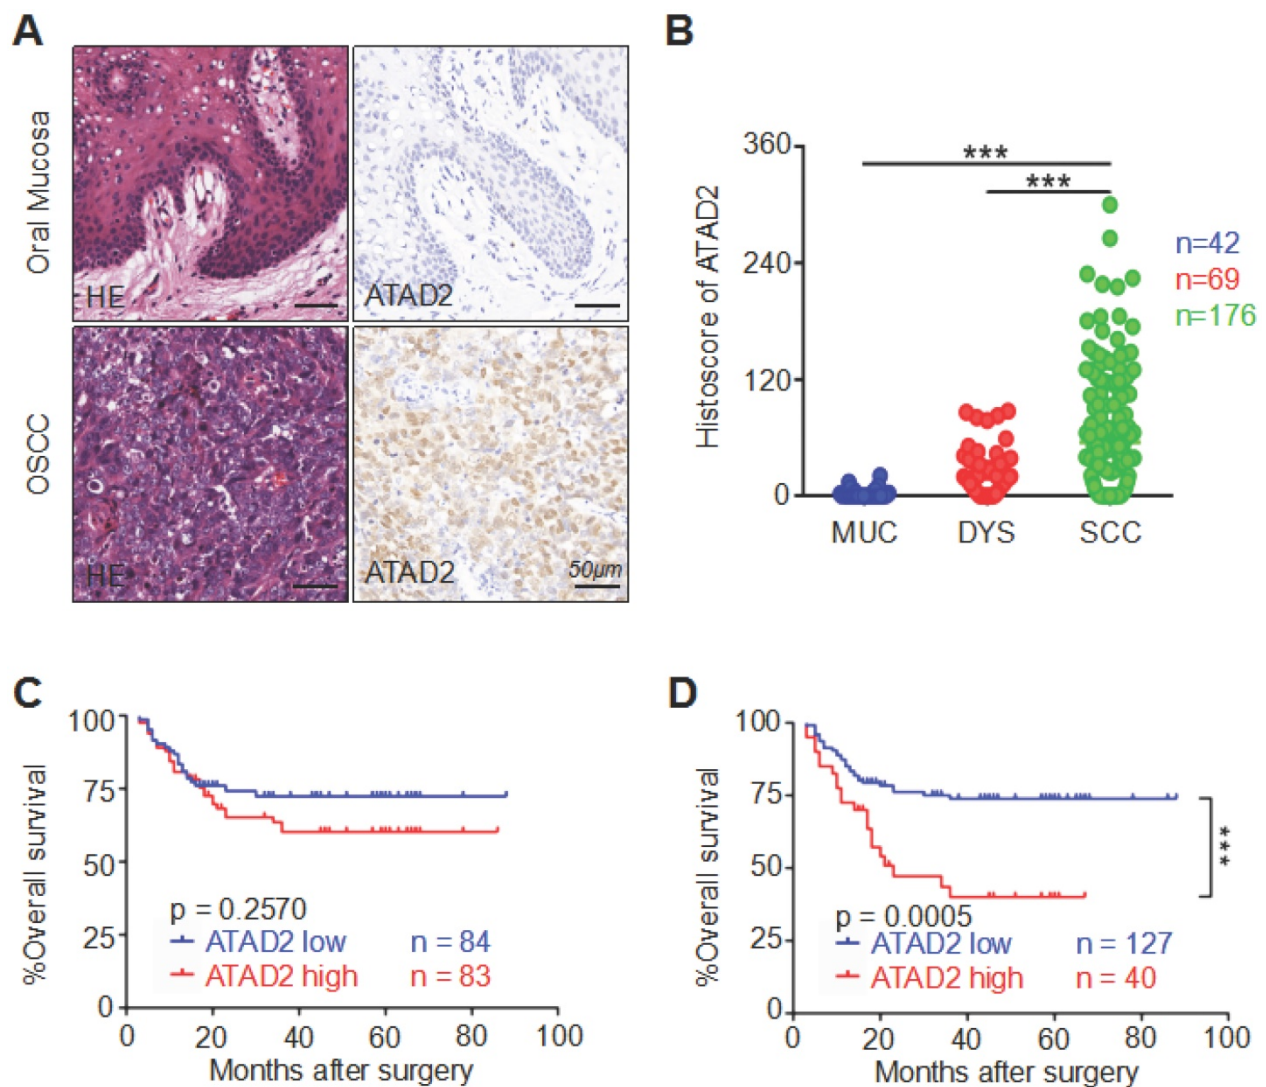 A
Oral Mucosa
HE
ATAD2
OSCC
HE
ATAD2
50µm
B
Histoscore of ATAD2
360
240
120
0
***
***
n=42
n=69
n=176
MUC DYS SCC
C
%Overall survival
100
75
50
25
0
p = 0.2570
ATAD2 low n = 84
ATAD2 high n = 83
0 20 40 60 80 100
Months after surgery
D
%Overall survival
100
75
50
25
0
***
p = 0.0005
ATAD2 low n = 127
ATAD2 high n = 40
0 20 40 60 80 100
Months after surgery